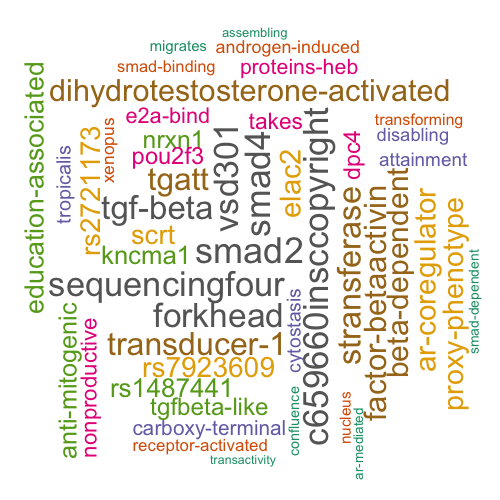 assembling
migrates
androgen-induced
smad-binding
proteins-heb
dihydrotestosterone-activated
education-associated
tropicalis
xenopus
rs2721173
e2a-bind
takes
transforming
nrxn1
disabling
pou2f3
vsd301
smad4
elac2
dpc4
attainment
tgatt
tgf-beta
c659660insccopyright
stransferase
factor-betaactivin
beta-dependent
ar-coregulator
proxy-phenotype
smad-dependent
scrt
kncma1
smad2
sequencingfour
forkhead
cytostasis
transducer-1
anti-mitogenic
nonproductive
rs7923609
rs1487441
tgfbeta-like
carboxy-terminal
confluence
nucleus
ar-mediated
receptor-activated
transactivity